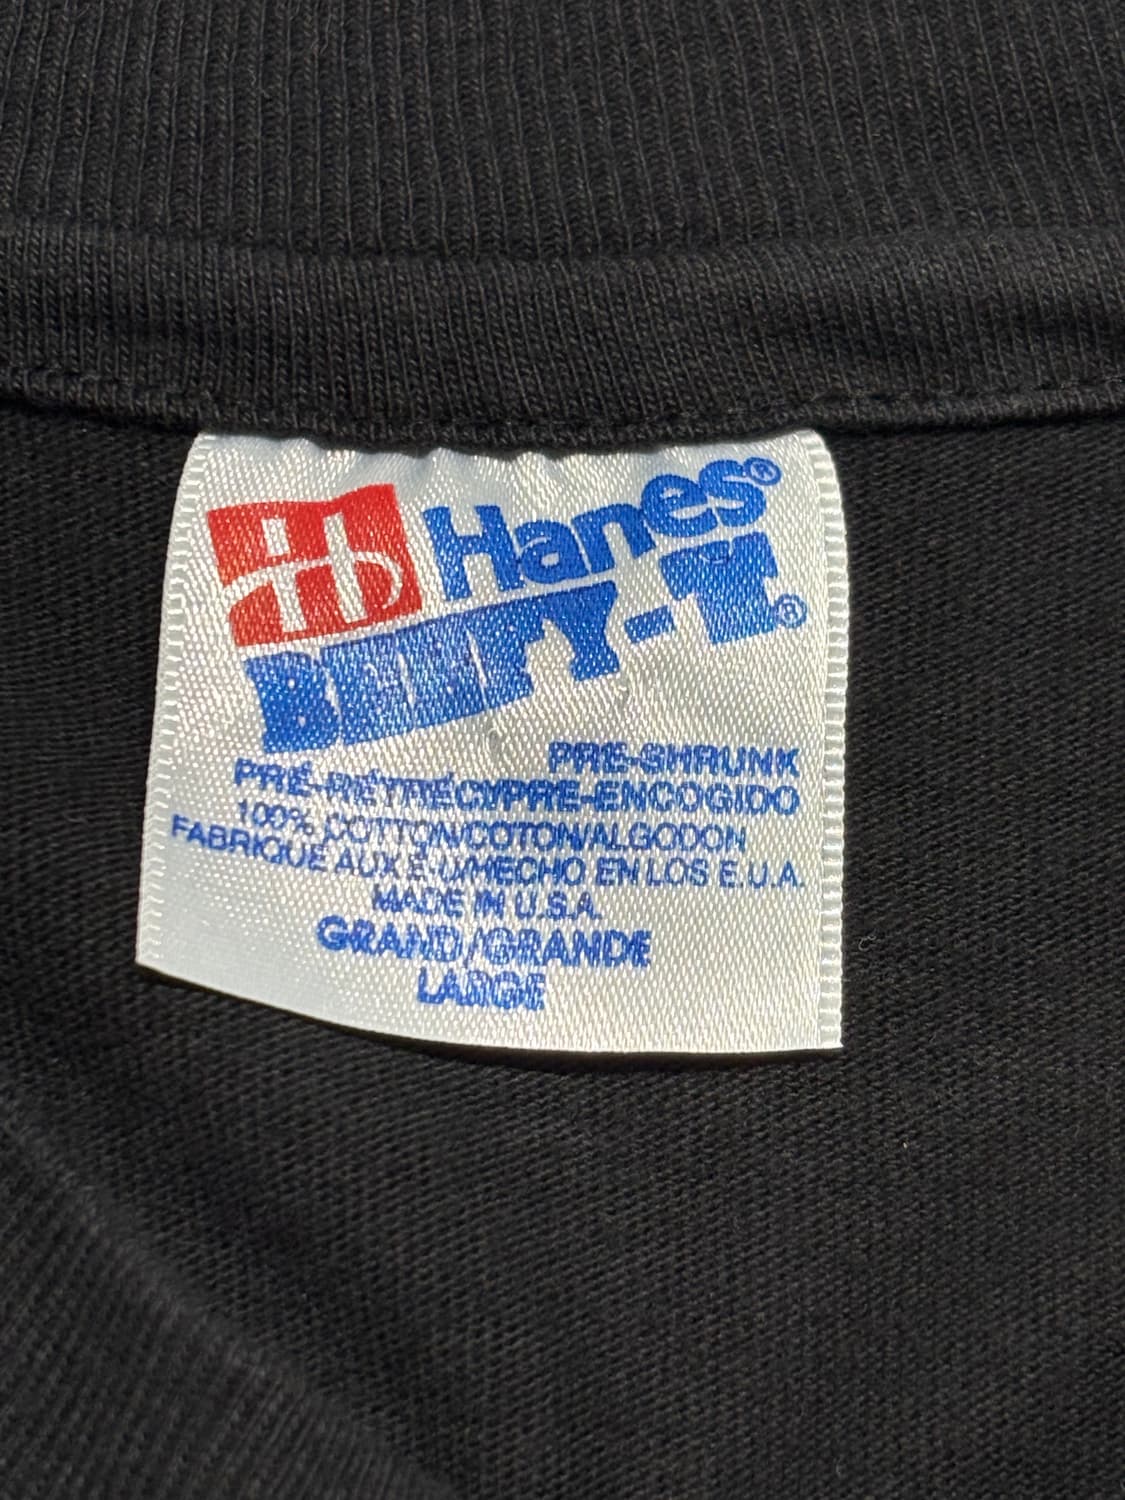 Hanes®
BEEFY-T®
PRE-SHRUNK
PRÉ-RÉTRÉCI/PRE-ENCOGIDO
100% COTTON/COTON/ALGODON
FABRIQUÉ AUX É.-U/HECHO EN LOS E.U.A.
MADE IN U.S.A.
GRAND/GRANDE
LARGE